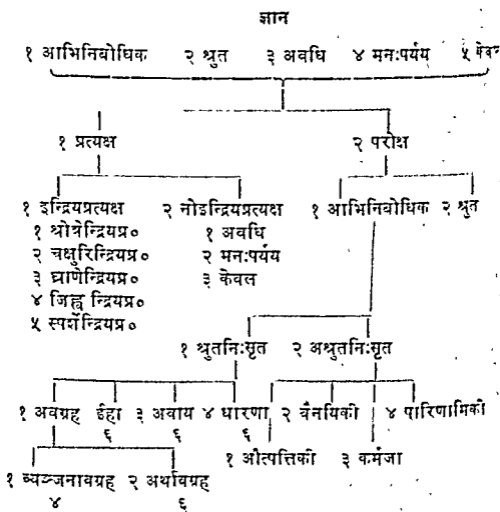 ज्ञान
१ आभिनिबोधिक २ श्रुत ३ अवधि ४ मनःपर्यय ५ केवल
१ प्रत्यक्ष २ परोक्ष
१ इन्द्रियप्रत्यक्ष २ नोइन्द्रियप्रत्यक्ष १ आभिनिबोधिक २ श्रुत
१ श्रोत्रेन्द्रियप्र० १ अवधि
२ चक्षुरिन्द्रियप्र० २ मनःपर्यय
३ घ्राणेन्द्रियप्र० ३ केवल
४ जिह्व न्द्रियप्र०
५ स्पर्शेन्द्रियप्र०
१ श्रुतनिःसृत २ अश्रुतनिःसृत
१ अवग्रह ईहा ३ अवाय ४ धारणा २ वैनयिकी ४ पारिणामिकी
६ ६ ६
१ औत्पत्तिकी ३ कर्मजा
१ व्यञ्जनावग्रह २ अर्थावग्रह
४ ६